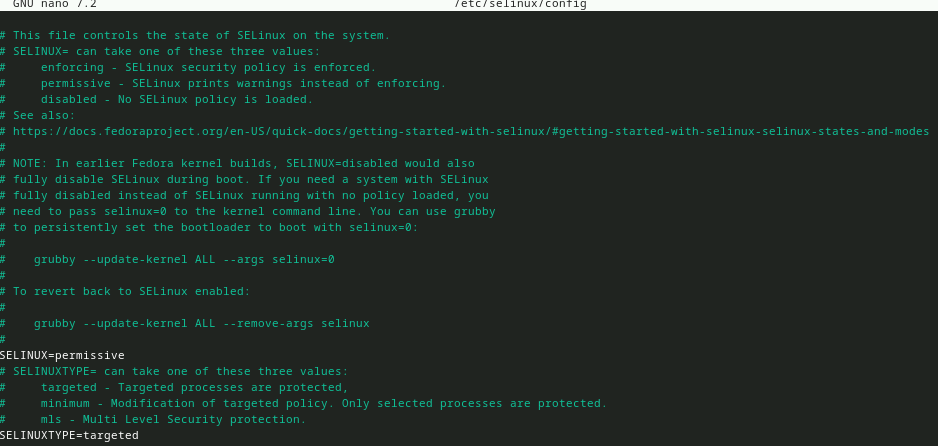 GNU nano 7.2 /etc/selinux/config
# This file controls the state of SELinux on the system.
# SELINUX= can take one of these three values:
#     enforcing - SELinux security policy is enforced.
#     permissive - SELinux prints warnings instead of enforcing.
#     disabled - No SELinux policy is loaded.
# See also:
# https://docs.fedoraproject.org/en-US/quick-docs/getting-started-with-selinux/#getting-started-with-selinux-selinux-states-and-modes
#
# NOTE: In earlier Fedora kernel builds, SELINUX=disabled would also
# fully disable SELinux during boot. If you need a system with SELinux
# fully disabled instead of SELinux running with no policy loaded, you
# need to pass selinux=0 to the kernel command line. You can use grubby
# to persistently set the bootloader to boot with selinux=0:
#
#    grubby --update-kernel ALL --args selinux=0
#
# To revert back to SELinux enabled:
#
#    grubby --update-kernel ALL --remove-args selinux
#
SELINUX=permissive
# SELINUXTYPE= can take one of these three values:
#     targeted - Targeted processes are protected,
#     minimum - Modification of targeted policy. Only selected processes are protected.
#     mls - Multi Level Security protection.
SELINUXTYPE=targeted